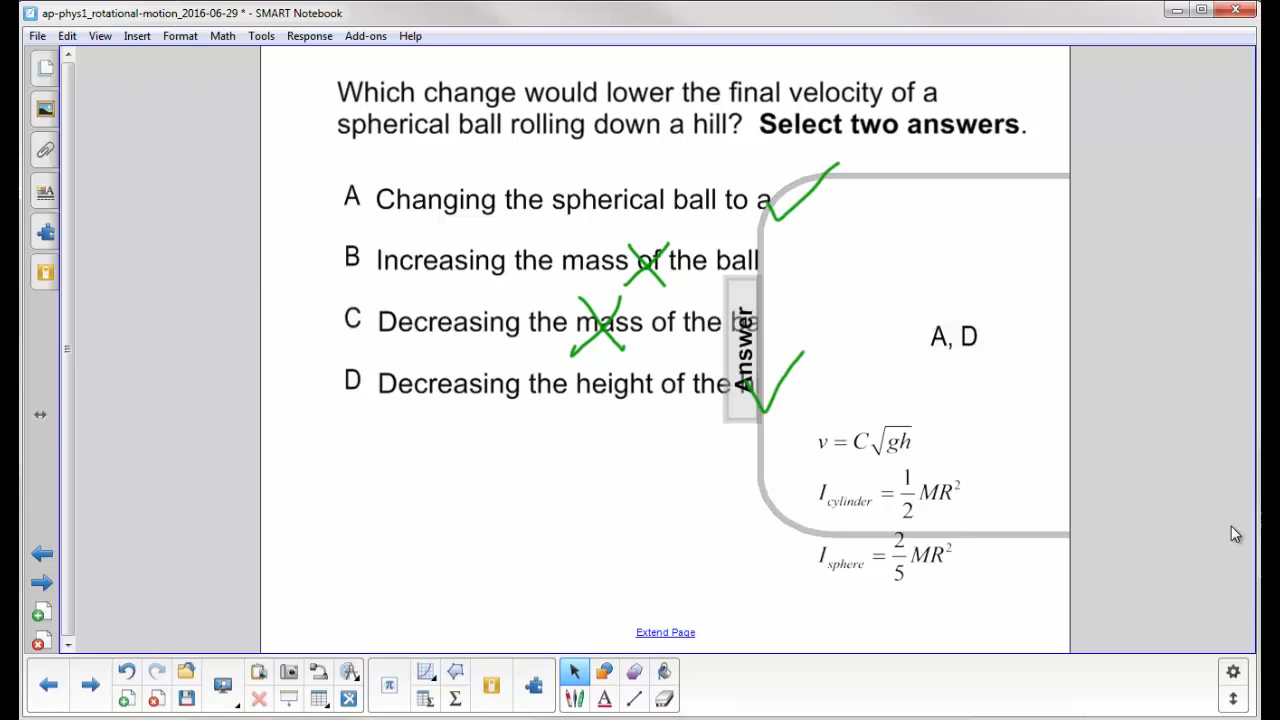 ap-phys1_rotational-motion_2016-06-29 * - SMART Notebook
File Edit View Insert Format Math Tools Response Add-ons Help
Which change would lower the final velocity of a
spherical ball rolling down a hill? Select two answers.
A Changing the spherical ball to a
B Increasing the mass of the ball
C Decreasing the mass of the ba
D Decreasing the height of the
Answer
A, D
v = C√gh
I cylinder = 1/2 MR²
I sphere = 2/5 MR²
Extend Page